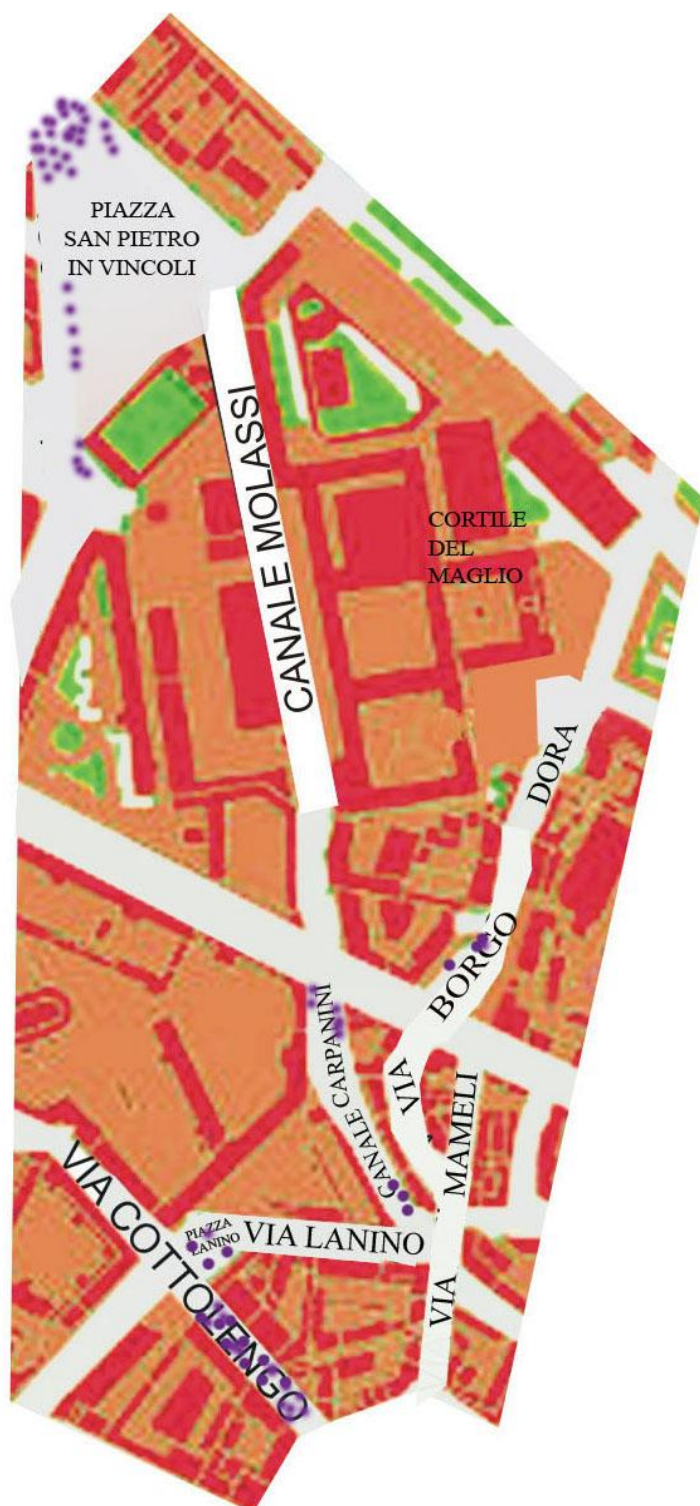 PIAZZA
SAN PIETRO
IN VINCOLI
CANALE MOLASSI
CORTILE
DEL
MAGLIO
VIA BORGO DORA
CANALE CARPANINI
VIA MAMELI
VIA COTTOLENGO
PIAZZA
LANINO
VIA LANINO